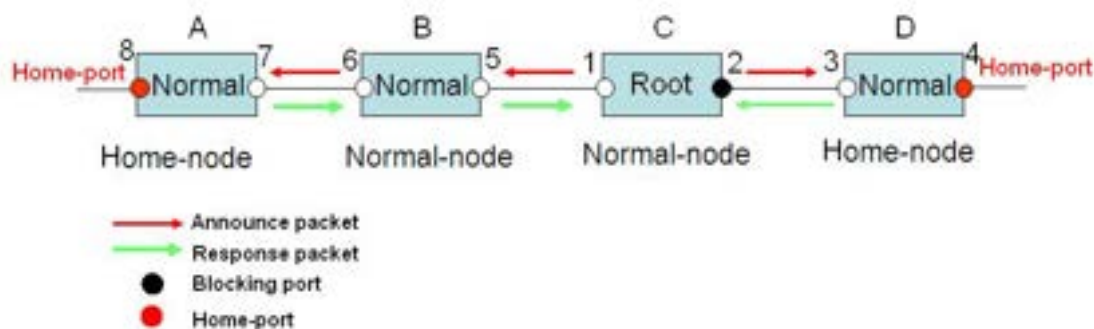 A B C D
8 7 6 5 1 2 3 4
Home-port Normal Normal Root Normal Home-port
Home-node Normal-node Normal-node Home-node
Announce packet
Response packet
Blocking port
Home-port